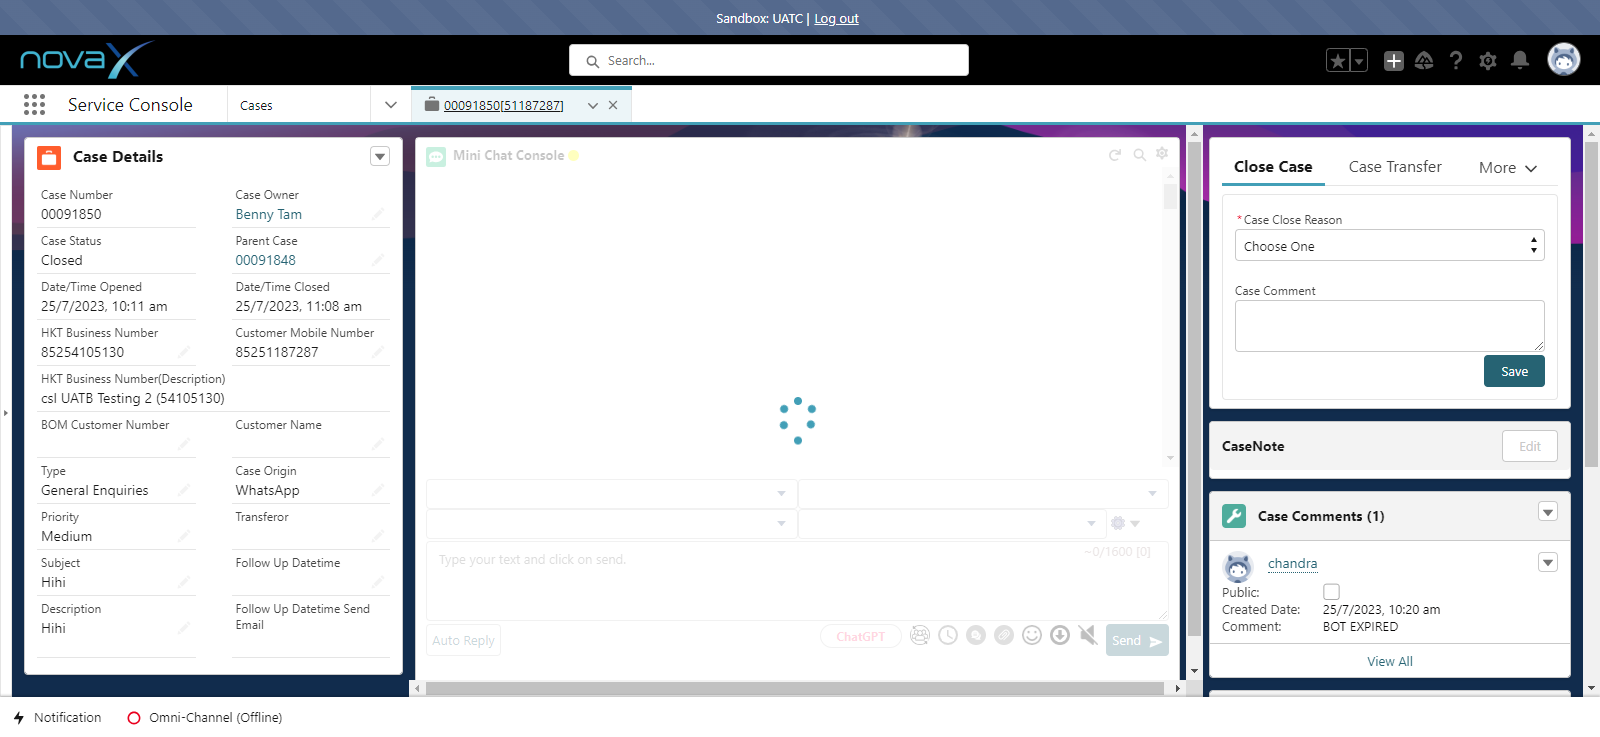 Sandbox: UATC | Log out
novaX
Search...
Service Console
Cases
00091850[51187287]
Case Details
Case Number
00091850
Case Owner
Benny Tam
Case Status
Closed
Parent Case
00091848
Date/Time Opened
25/7/2023, 10:11 am
Date/Time Closed
25/7/2023, 11:08 am
HKT Business Number
85254105130
Customer Mobile Number
85251187287
HKT Business Number(Description)
csl UATB Testing 2 (54105130)
BOM Customer Number
Customer Name
Type
General Enquiries
Case Origin
WhatsApp
Priority
Medium
Transferor
Subject
Hihi
Follow Up Datetime
Description
Hihi
Follow Up Datetime Send
Email
Mini Chat Console
Type your text and click on send.
~0/1600 [0]
Auto Reply
ChatGPT
Send
Close Case
Case Transfer
More
*Case Close Reason
Choose One
Case Comment
Save
CaseNote
Edit
Case Comments (1)
chandra
Public:
Created Date:
25/7/2023, 10:20 am
Comment:
BOT EXPIRED
View All
Notification
Omni-Channel (Offline)